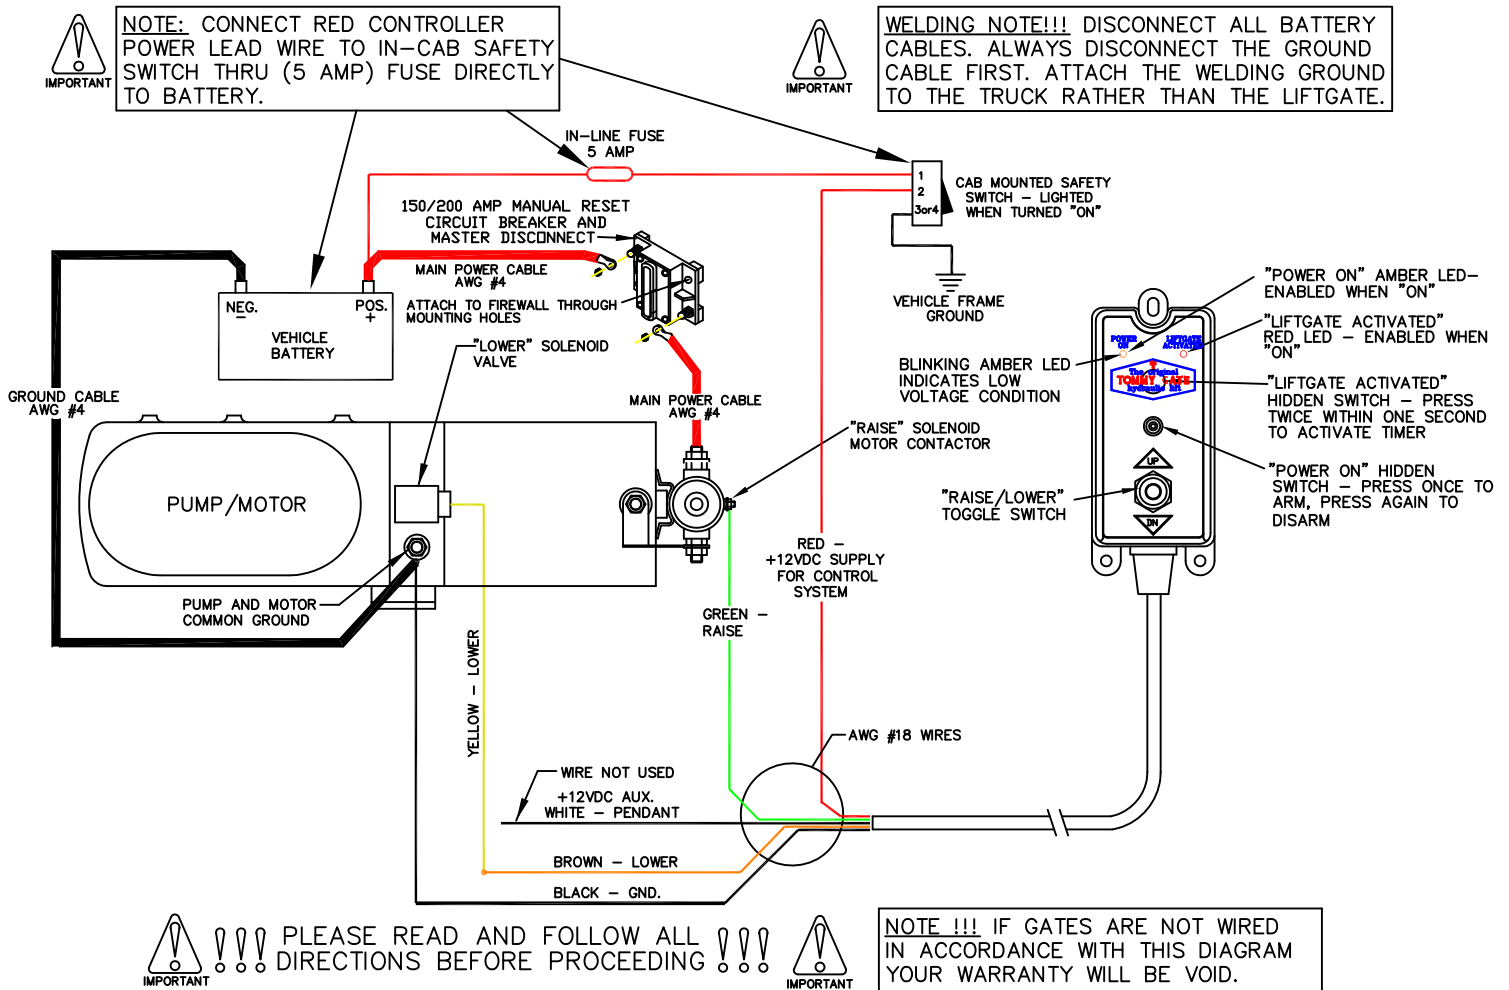 NOTE: CONNECT RED CONTROLLER
POWER LEAD WIRE TO IN-CAB SAFETY
SWITCH THRU (5 AMP) FUSE DIRECTLY
TO BATTERY.
IMPORTANT
WELDING NOTE!!! DISCONNECT ALL BATTERY
CABLES. ALWAYS DISCONNECT THE GROUND
CABLE FIRST. ATTACH THE WELDING GROUND
TO THE TRUCK RATHER THAN THE LIFTGATE.
IMPORTANT
IN-LINE FUSE
5 AMP
1
2
3or4
CAB MOUNTED SAFETY
SWITCH - LIGHTED
WHEN TURNED "ON"
150/200 AMP MANUAL RESET
CIRCUIT BREAKER AND
MASTER DISCONNECT
MAIN POWER CABLE
AWG #4
ATTACH TO FIREWALL THROUGH
MOUNTING HOLES
VEHICLE FRAME
GROUND
NEG.
-
POS.
+
VEHICLE
BATTERY
"LOWER" SOLENOID
VALVE
GROUND CABLE
AWG #4
MAIN POWER CABLE
AWG #4
"RAISE" SOLENOID
MOTOR CONTACTOR
PUMP/MOTOR
PUMP AND MOTOR
COMMON GROUND
"POWER ON" AMBER LED-
ENABLED WHEN "ON"
"LIFTGATE ACTIVATED"
RED LED - ENABLED WHEN
"ON"
BLINKING AMBER LED
INDICATES LOW
VOLTAGE CONDITION
POWER
ON
LIFTGATE
ACTIVATED
The original
TOMMY GATE
hydraulic lift
"LIFTGATE ACTIVATED"
HIDDEN SWITCH - PRESS
TWICE WITHIN ONE SECOND
TO ACTIVATE TIMER
UP
DN
"RAISE/LOWER"
TOGGLE SWITCH
"POWER ON" HIDDEN
SWITCH - PRESS ONCE TO
ARM, PRESS AGAIN TO
DISARM
RED -
+12VDC SUPPLY
FOR CONTROL
SYSTEM
GREEN -
RAISE
YELLOW - LOWER
AWG #18 WIRES
WIRE NOT USED
+12VDC AUX.
WHITE - PENDANT
BROWN - LOWER
BLACK - GND.
IMPORTANT
!!! PLEASE READ AND FOLLOW ALL !!!
DIRECTIONS BEFORE PROCEEDING
IMPORTANT
NOTE !!! IF GATES ARE NOT WIRED
IN ACCORDANCE WITH THIS DIAGRAM
YOUR WARRANTY WILL BE VOID.